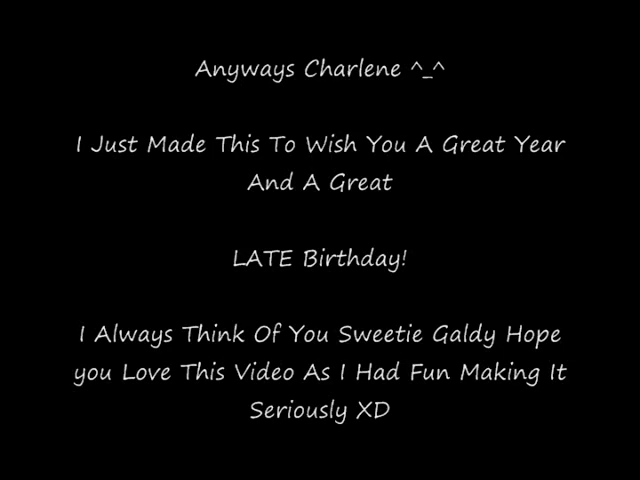 Anyways Charlene ^_^
I Just Made This To Wish You A Great Year
And A Great
LATE Birthday!
I Always Think Of You Sweetie Galdy Hope
you Love This Video As I Had Fun Making It
Seriously XD